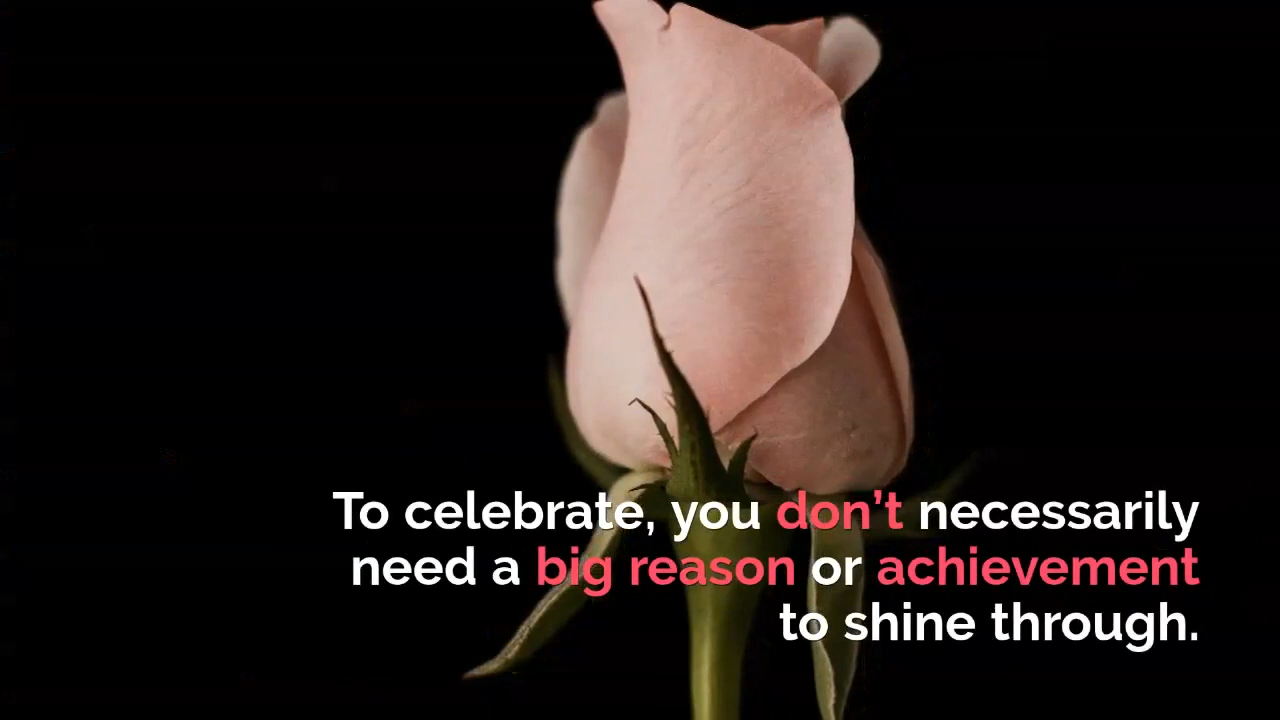 To celebrate, you don’t necessarily
need a big reason or achievement
to shine through.